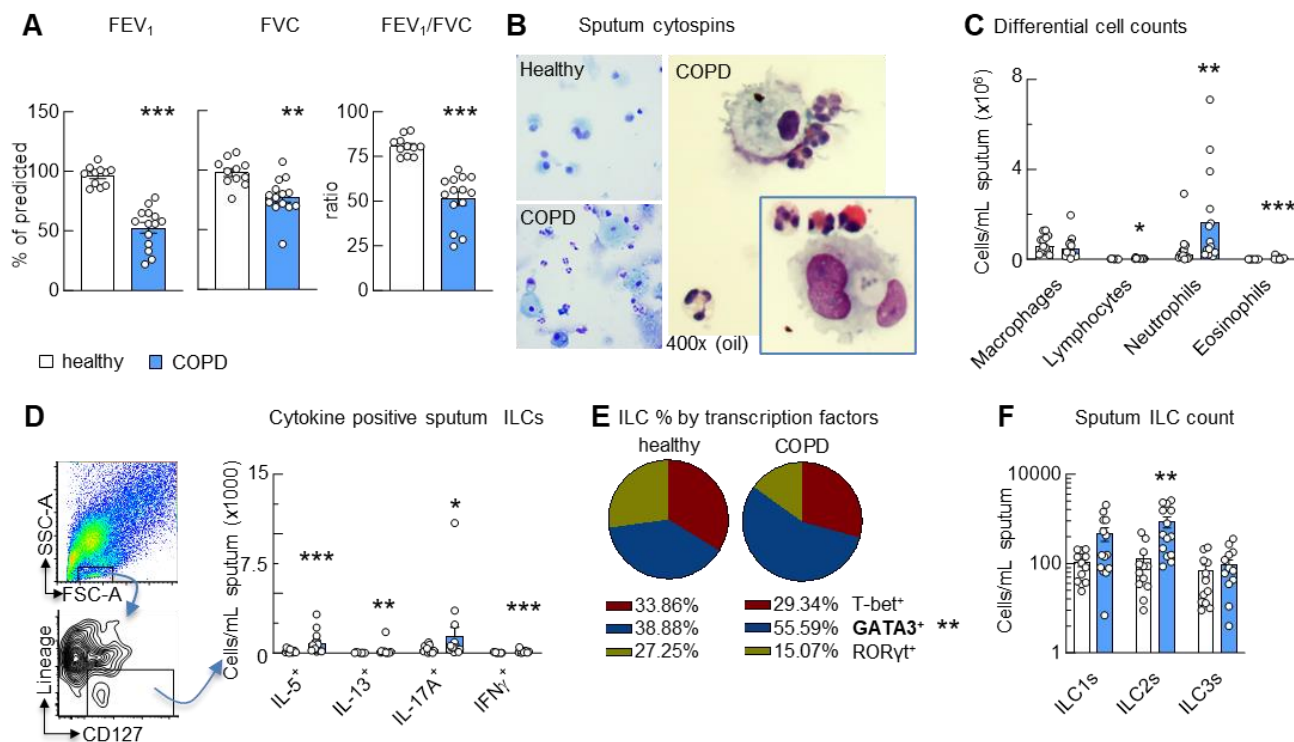 A
FEV₁
FVC
FEV₁/FVC
% of predicted
150
100
50
0
***
**
ratio
100
75
50
25
0
***
healthy
COPD
B
Sputum cytospins
Healthy
COPD
COPD
400x (oil)
C
Differential cell counts
Cells/mL sputum (x10⁶)
8
4
0
*
**
***
Macrophages
Lymphocytes
Neutrophils
Eosinophils
D
SSC-A
FSC-A
Lineage
CD127
Cytokine positive sputum ILCs
Cells/mL sputum (x1000)
15
7.5
0
***
**
*
***
IL-5⁺
IL-13⁺
IL-17A⁺
IFNγ⁺
E
ILC % by transcription factors
healthy
COPD
33.86% 29.34% T-bet⁺
38.88% 55.59% GATA3⁺ **
27.25% 15.07% RORγt⁺
F
Sputum ILC count
Cells/mL sputum
10000
100
1
**
ILC1s
ILC2s
ILC3s